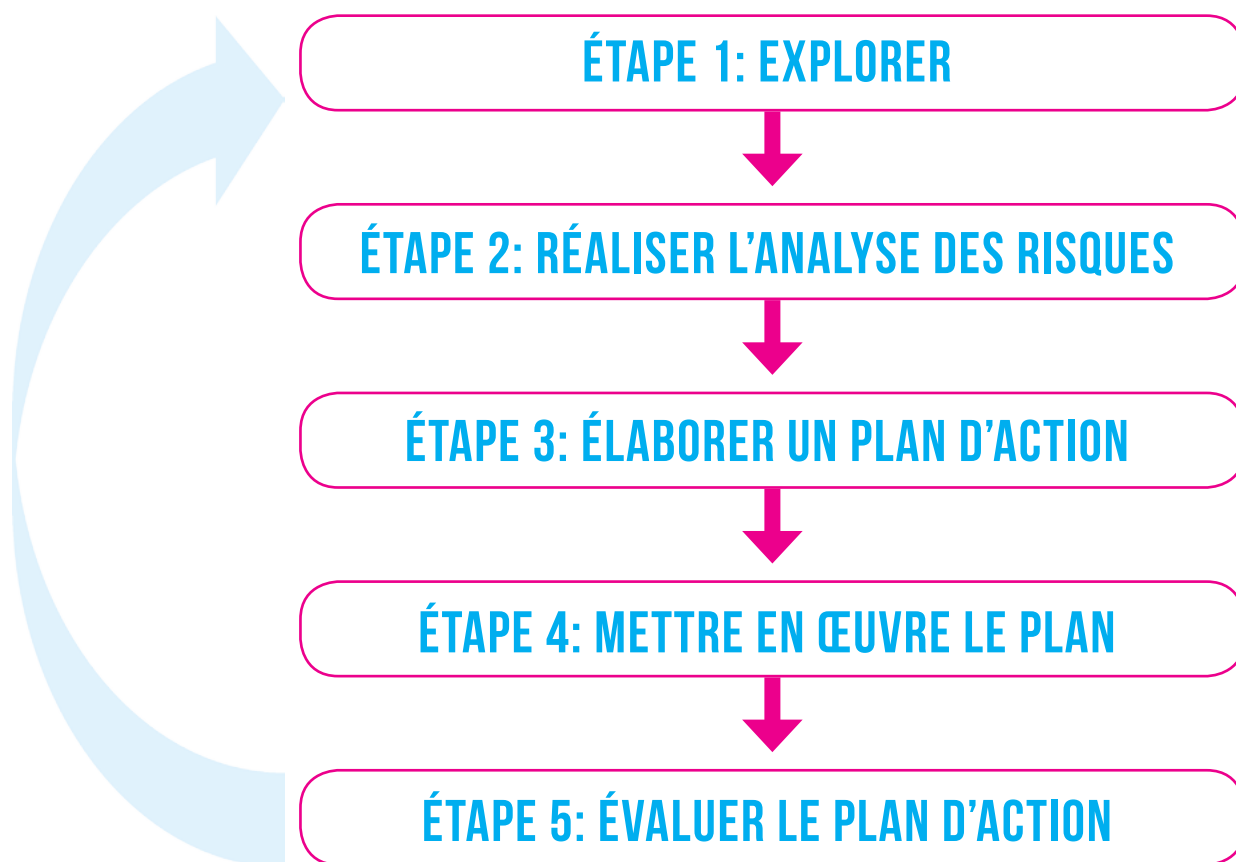 ÉTAPE 1: EXPLORER
ÉTAPE 2: RÉALISER L’ANALYSE DES RISQUES
ÉTAPE 3: ÉLABORER UN PLAN D’ACTION
ÉTAPE 4: METTRE EN ŒUVRE LE PLAN
ÉTAPE 5: ÉVALUER LE PLAN D’ACTION